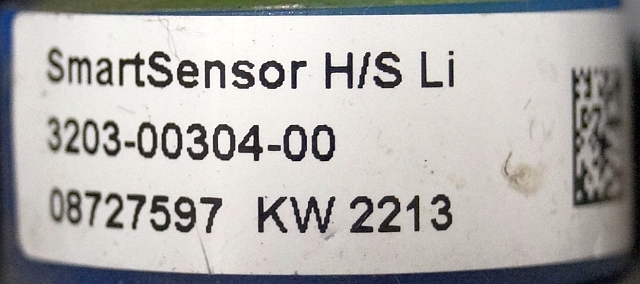 SmartSensor H/S Li
3203-00304-00
08727597 KW 2213